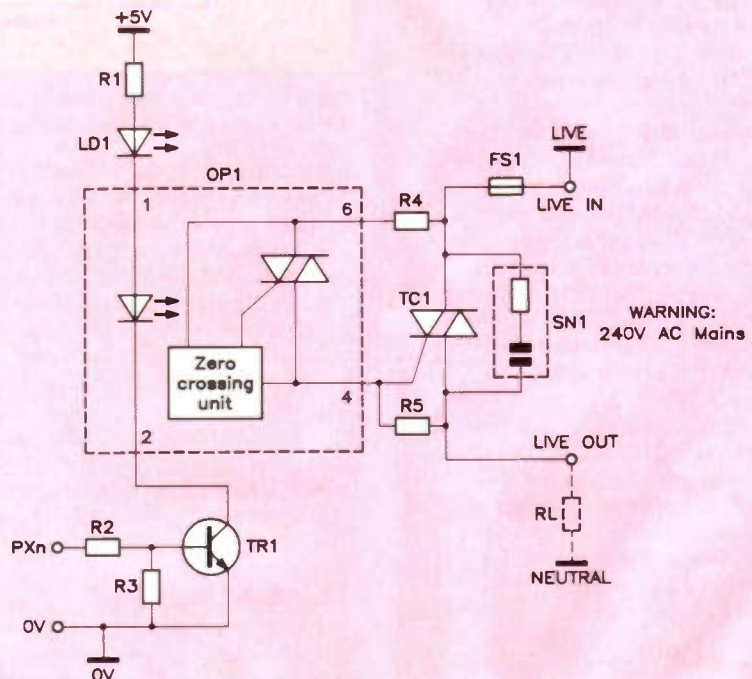 +5V
R1
LD1
OP1
1
6
R4
FS1
LIVE
LIVE IN
TC1
SN1
WARNING:
240V AC Mains
Zero
crossing
unit
4
R5
2
LIVE OUT
RL
NEUTRAL
PXn
R2
TR1
R3
0V
0V